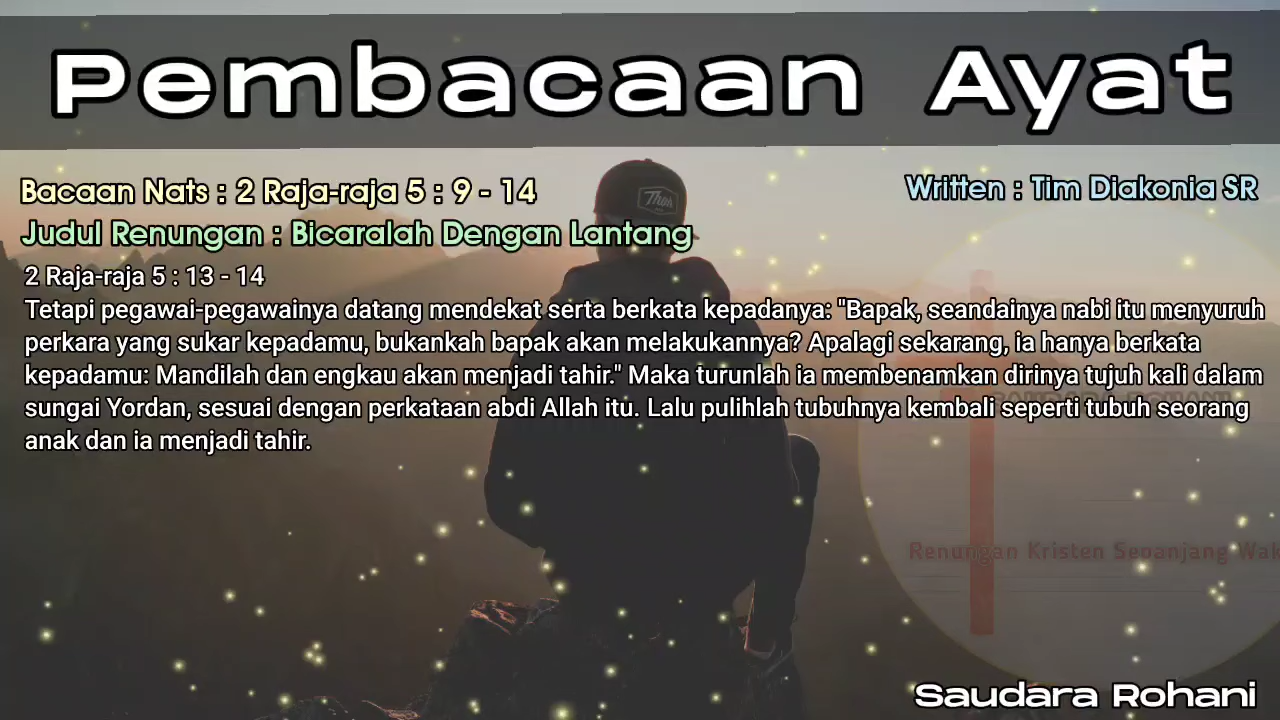 Pembacaan Ayat
Bacaan Nats : 2 Raja-raja 5 : 9 - 14
Written : Tim Diakonia SR
Judul Renungan : Bicaralah Dengan Lantang
2 Raja-raja 5 : 13 - 14
Tetapi pegawai-pegawainya datang mendekat serta berkata kepadanya: "Bapak, seandainya nabi itu menyuruh
perkara yang sukar kepadamu, bukankah bapak akan melakukannya? Apalagi sekarang, ia hanya berkata
kepadamu: Mandilah dan engkau akan menjadi tahir." Maka turunlah ia membenamkan dirinya tujuh kali dalam
sungai Yordan, sesuai dengan perkataan abdi Allah itu. Lalu pulihlah tubuhnya kembali seperti tubuh seorang
anak dan ia menjadi tahir.
Renungan Kristen Sepanjang Wak
Saudara Rohani